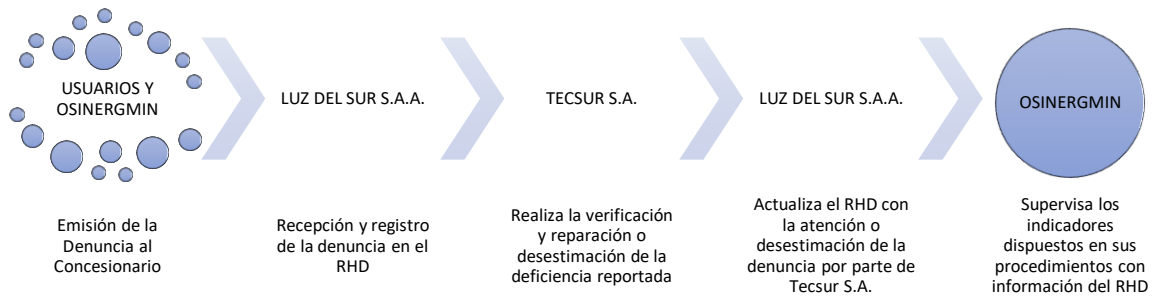 USUARIOS Y
OSINERGMIN
LUZ DEL SUR S.A.A.
TECSUR S.A.
LUZ DEL SUR S.A.A.
OSINERGMIN
Emisión de la
Denuncia al
Concesionario
Recepción y registro
de la denuncia en el
RHD
Realiza la verificación
y reparación o
desestimación de la
deficiencia reportada
Actualiza el RHD con
la atención o
desestimación de la
denuncia por parte de
Tecsur S.A.
Supervisa los
indicadores
dispuestos en sus
procedimientos con
información del RHD